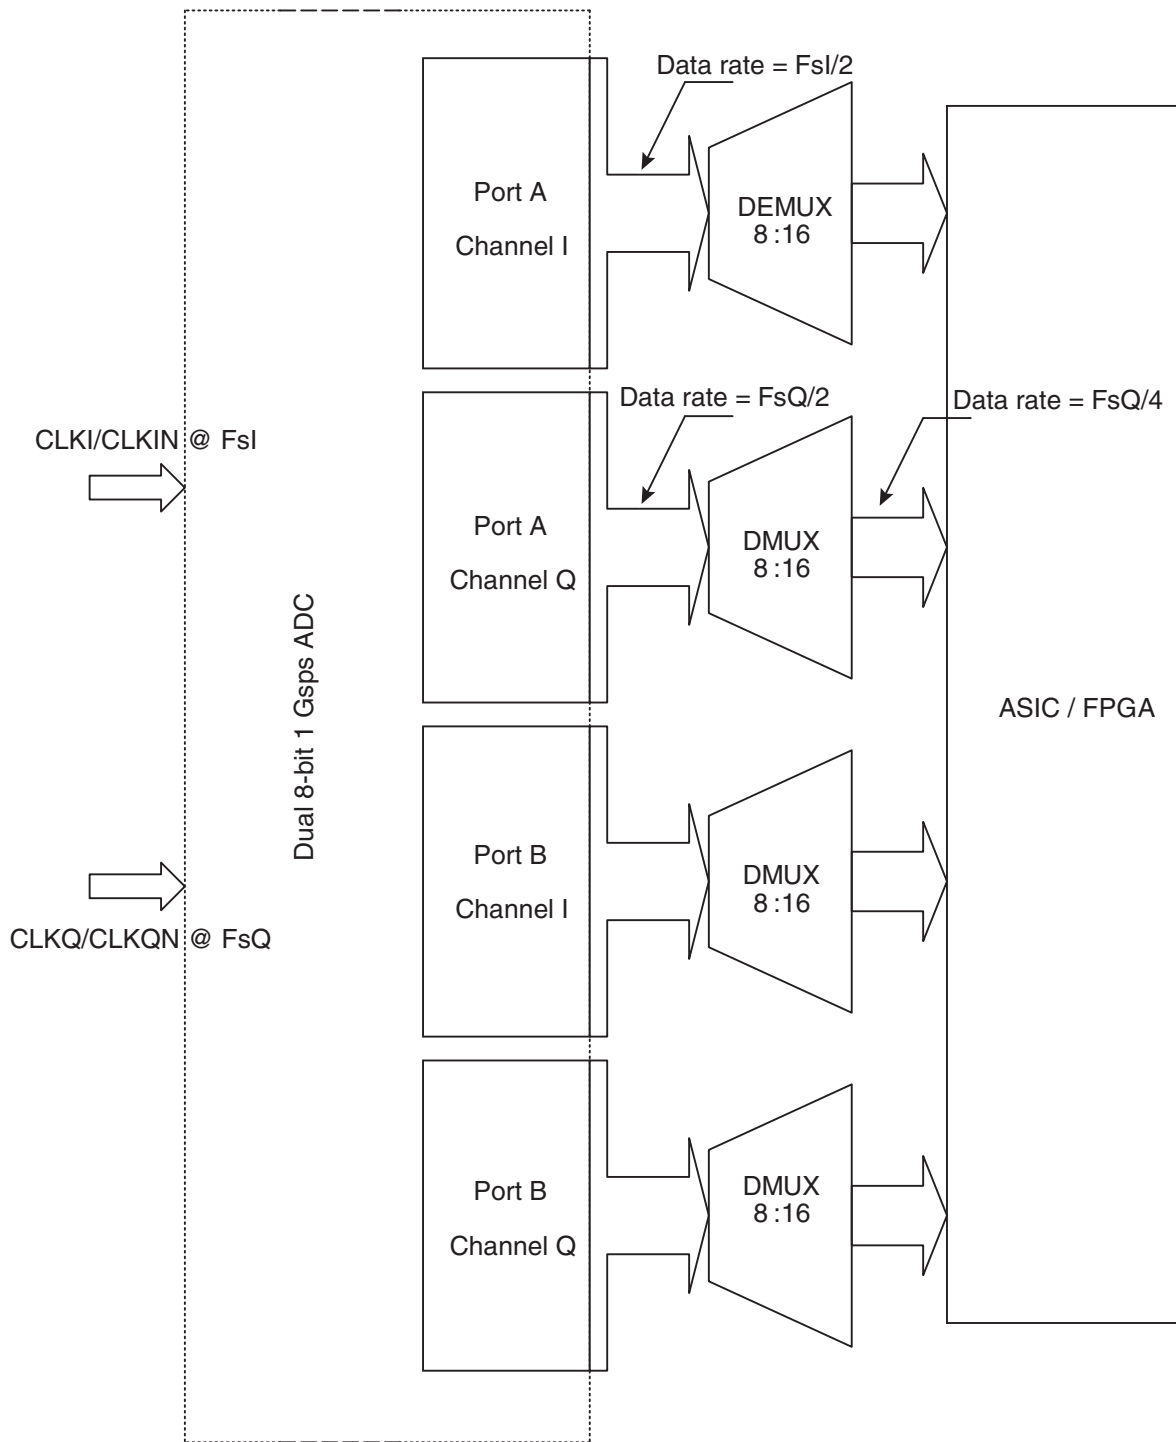 Data rate = FsI/2
Port A
Channel I
DEMUX
8 :16
Data rate = FsQ/2
Data rate = FsQ/4
CLKI/CLKIN @ FsI
Port A
Channel Q
DMUX
8 :16
Dual 8-bit 1 Gsps ADC
ASIC / FPGA
Port B
Channel I
DMUX
8 :16
CLKQ/CLKQN @ FsQ
Port B
Channel Q
DMUX
8 :16